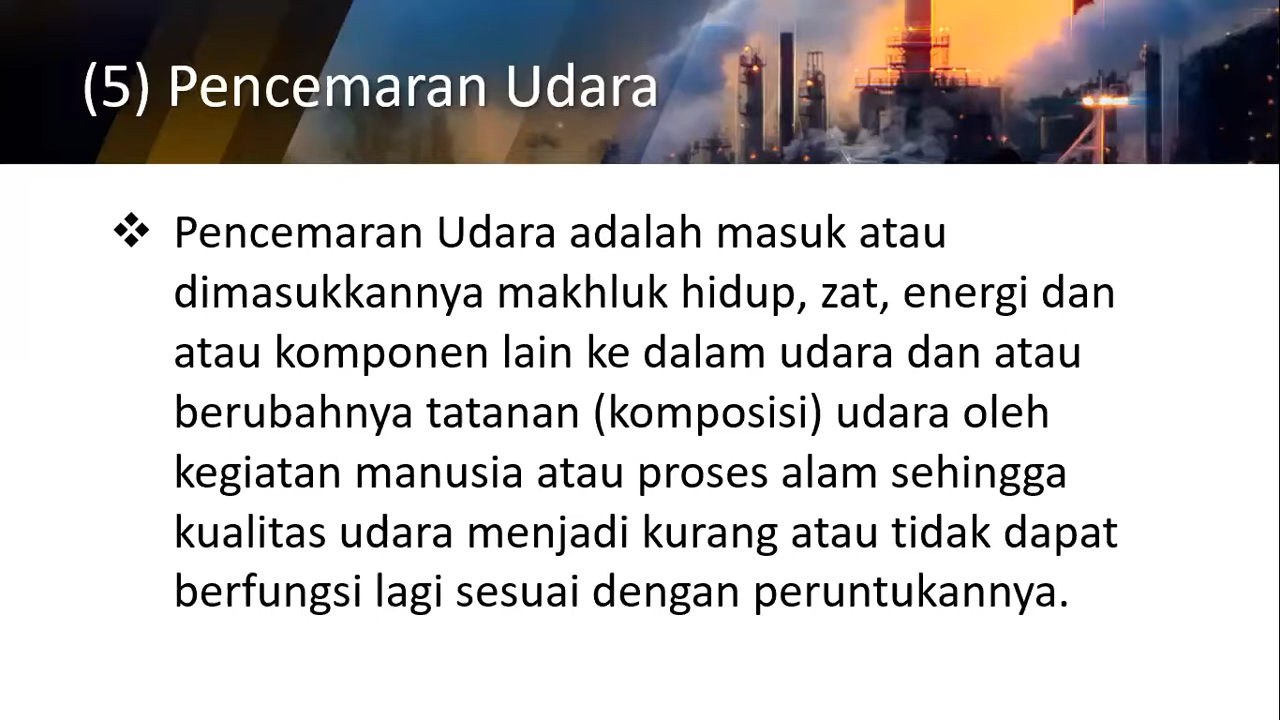 (5) Pencemaran Udara
❖ Pencemaran Udara adalah masuk atau
dimasukkannya makhluk hidup, zat, energi dan
atau komponen lain ke dalam udara dan atau
berubahnya tatanan (komposisi) udara oleh
kegiatan manusia atau proses alam sehingga
kualitas udara menjadi kurang atau tidak dapat
berfungsi lagi sesuai dengan peruntukannya.